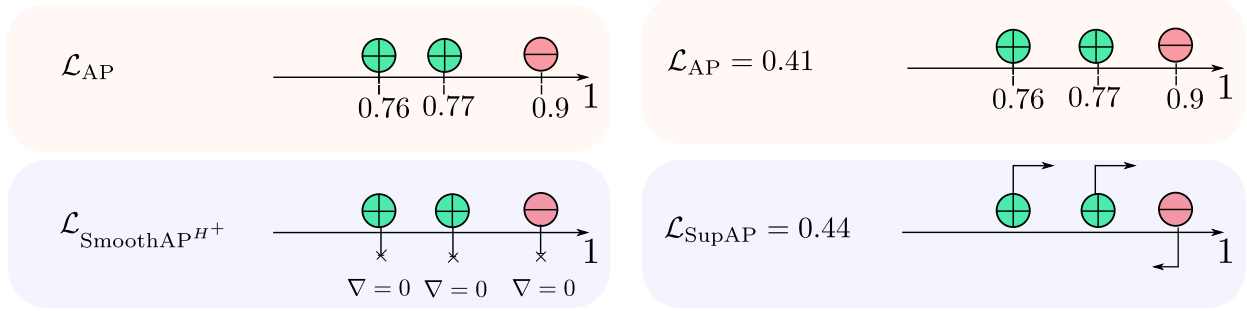 ℒ_AP
0.76 0.77 0.9 1
ℒ_AP = 0.41
0.76 0.77 0.9 1
ℒ_SmoothAP^{H^+}
1
∇ = 0 ∇ = 0 ∇ = 0
ℒ_SupAP = 0.44
1